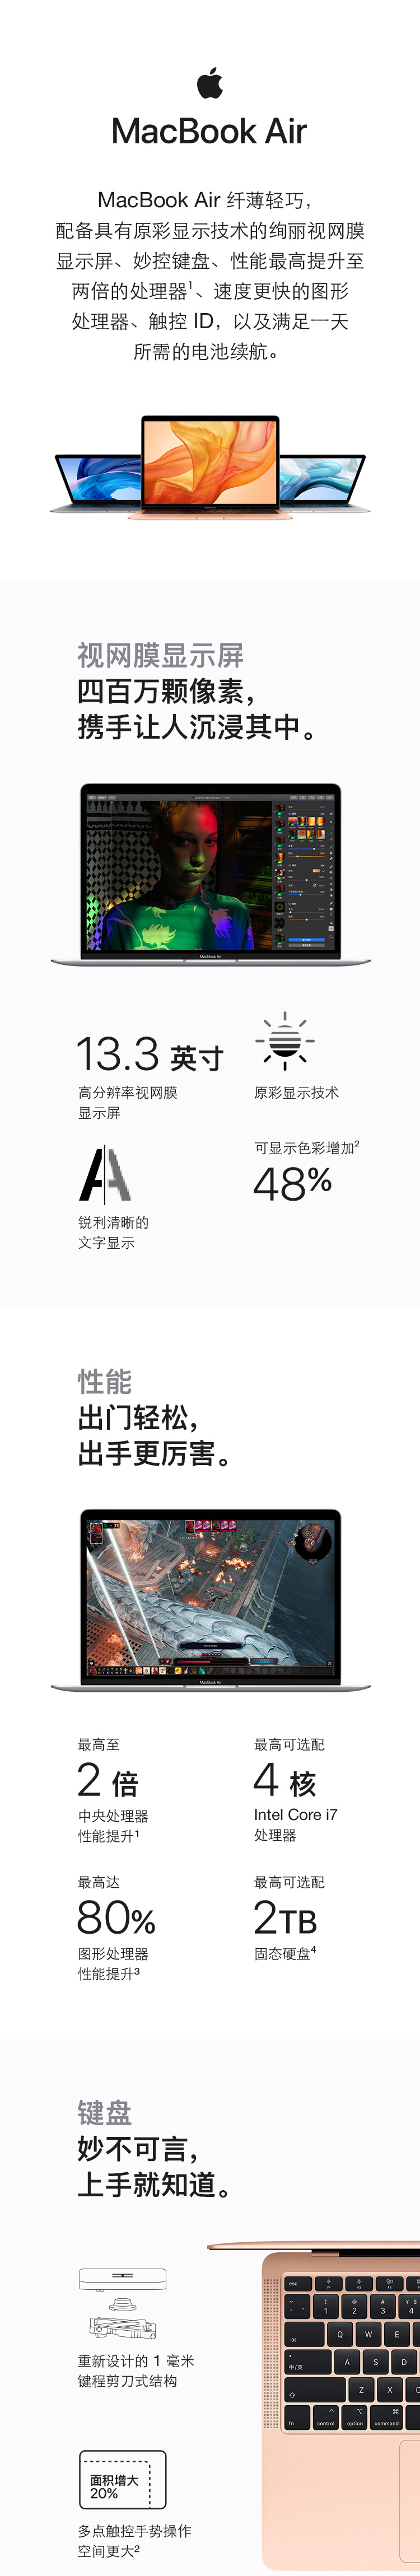 MacBook Air
MacBook Air 纤薄轻巧，
配备具有原彩显示技术的绚丽视网膜
显示屏、妙控键盘、性能最高提升至
两倍的处理器¹、速度更快的图形
处理器、触控 ID，以及满足一天
所需的电池续航。
视网膜显示屏
四百万颗像素，
携手让人沉浸其中。
MacBook Air
13.3 英寸
高分辨率视网膜
显示屏
原彩显示技术
锐利清晰的
文字显示
可显示色彩增加²
48%
性能
出门轻松，
出手更厉害。
MacBook Air
最高至
2 倍
中央处理器
性能提升¹
最高可选配
4 核
Intel Core i7
处理器
最高达
80%
图形处理器
性能提升³
最高可选配
2TB
固态硬盘⁴
键盘
妙不可言，
上手就知道。
重新设计的 1 毫米
键程剪刀式结构
面积增大
20%
多点触控手势操作
空间更大²
esc
! @ # ¥ $
1 2 3 4
Q W E
中/英 A S D
Z X
fn control option command